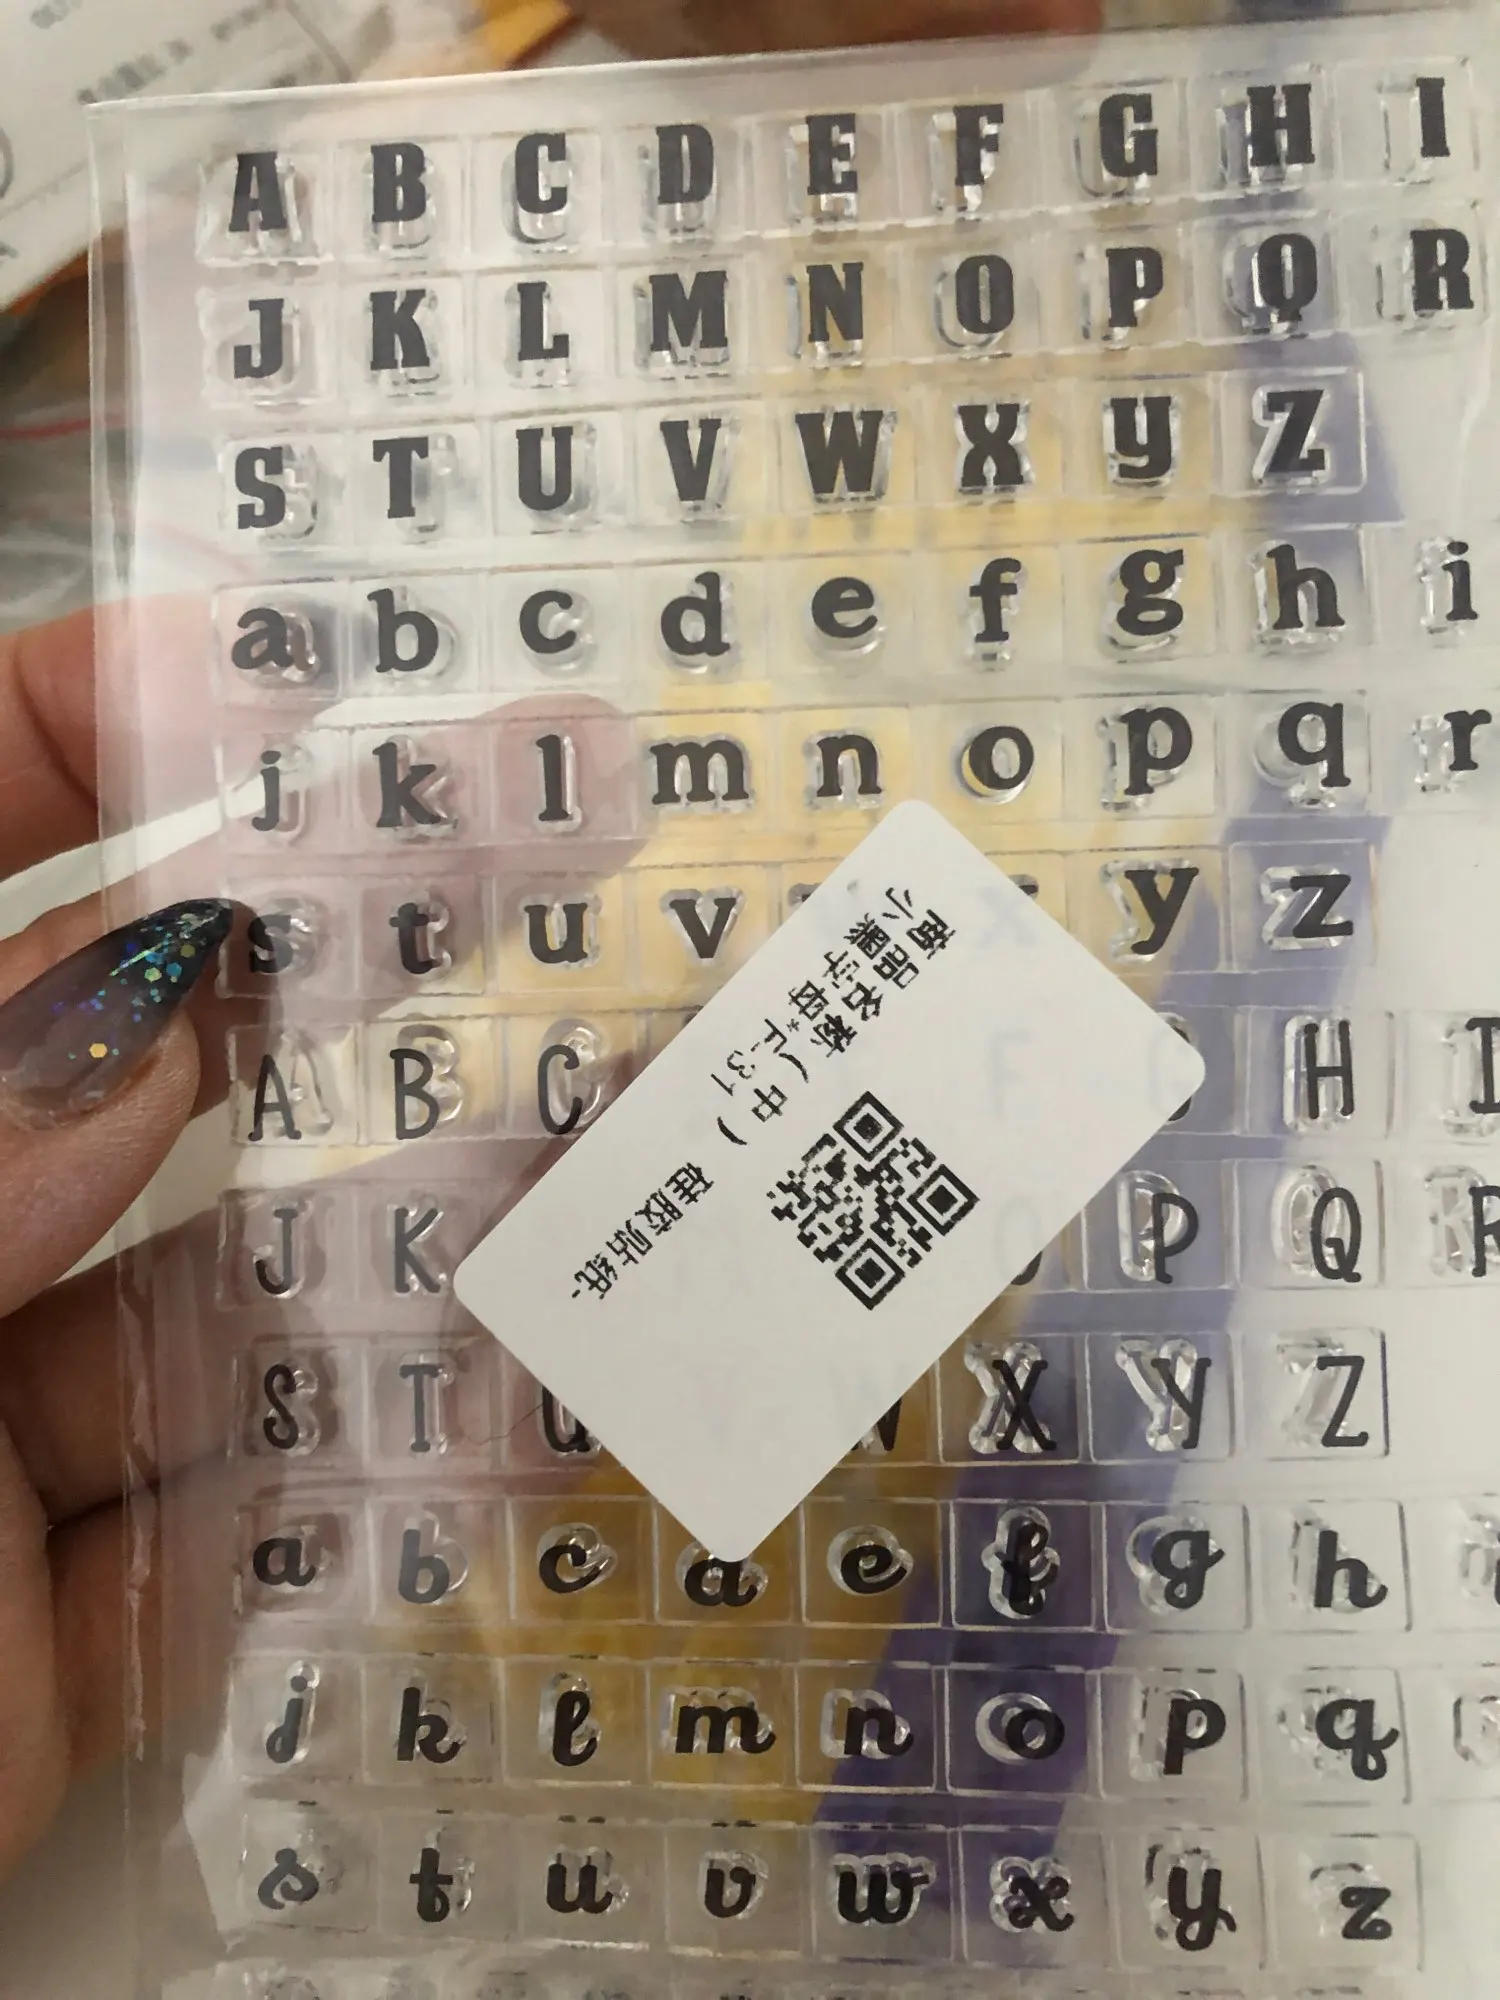 A B C D E F G H I
J K L M N O P Q R
S T U V W X y Z
a b c d e f g h i
j k l m n o p q r
s t u v y z
A B C F H I
J K P Q R
S T U W X Y Z
a b c d e f g h
j k l m n o p q
s t u v w x y z
商品名称(中) 硅胶贴纸-
小黑字母*F-31